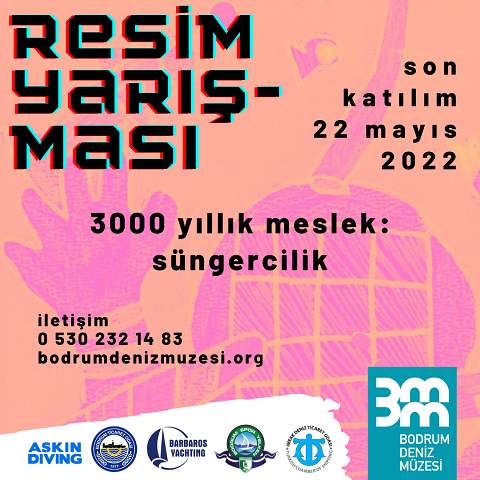 Resim
yarış-
ması
son
katılım
22 mayıs
2022
3000 yıllık meslek:
süngercilik
iletişim
0 530 232 14 83
bodrumdenizmuzesi.org
ASKIN
DIVING
BARBAROS
YACHTING
BODRUM
DENİZ
MÜZESİ